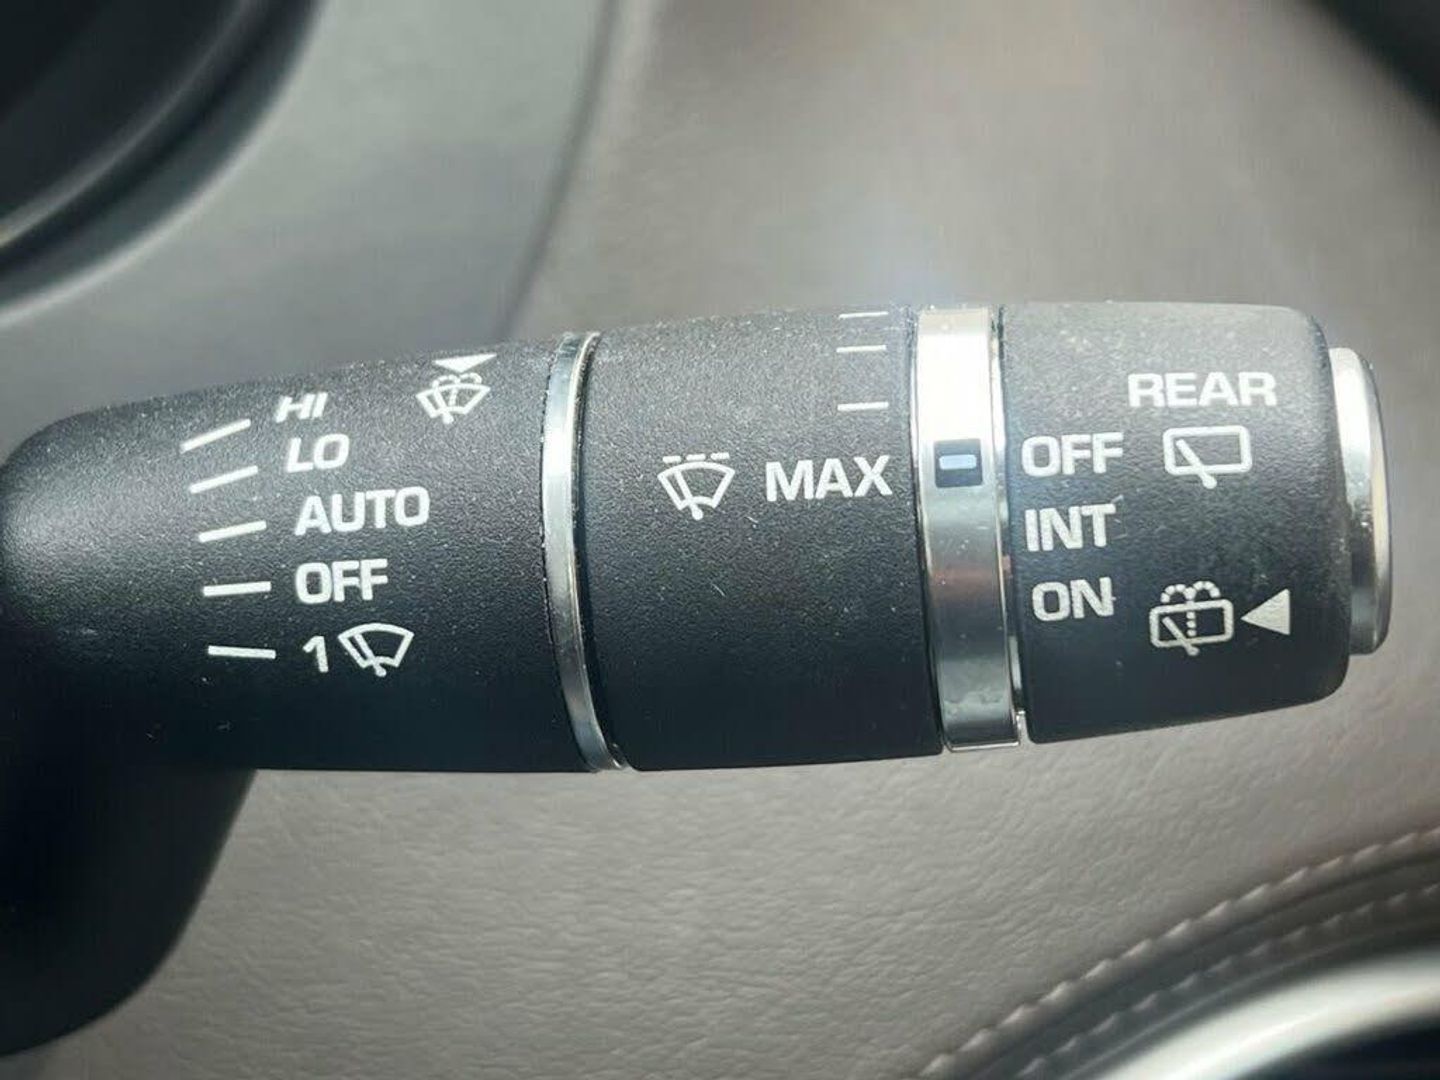 HI
LO
AUTO
OFF
1
MAX
REAR
OFF
INT
ON